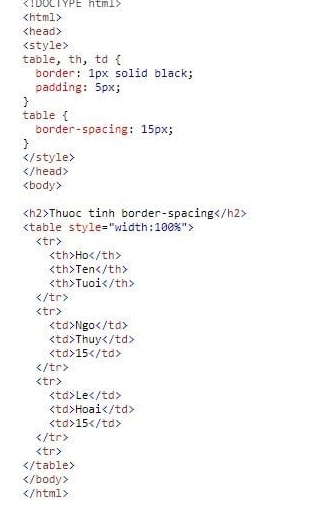 <!DOCTYPE html>
<html>
<head>
<style>
table, th, td {
  border: 1px solid black;
  padding: 5px;
}
table {
  border-spacing: 15px;
}
</style>
</head>
<body>

<h2>Thuoc tinh border-spacing</h2>
<table style="width:100%">
  <tr>
    <th>Ho</th>
    <th>Ten</th>
    <th>Tuoi</th>
  </tr>
  <tr>
    <td>Ngo</td>
    <td>Thuy</td>
    <td>15</td>
  </tr>
  <tr>
    <td>Le</td>
    <td>Hoai</td>
    <td>15</td>
  </tr>
  <tr>
</table>
</body>
</html>